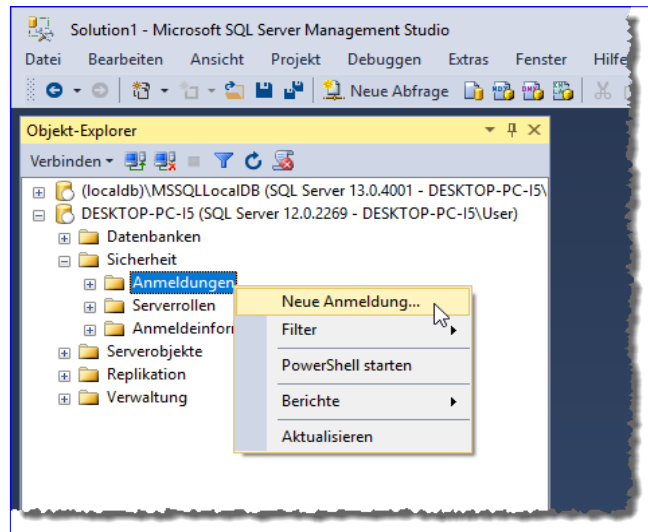 Solution1 - Microsoft SQL Server Management Studio
Datei Bearbeiten Ansicht Projekt Debuggen Extras Fenster Hilfe
Neue Abfrage
Objekt-Explorer
Verbinden
(localdb)\MSSQLLocalDB (SQL Server 13.0.4001 - DESKTOP-PC-I5\
DESKTOP-PC-I5 (SQL Server 12.0.2269 - DESKTOP-PC-I5\User)
Datenbanken
Sicherheit
Anmeldungen
Neue Anmeldung...
Serverrollen
Filter
Anmeldeinfor
Serverobjekte
PowerShell starten
Replikation
Verwaltung
Berichte
Aktualisieren